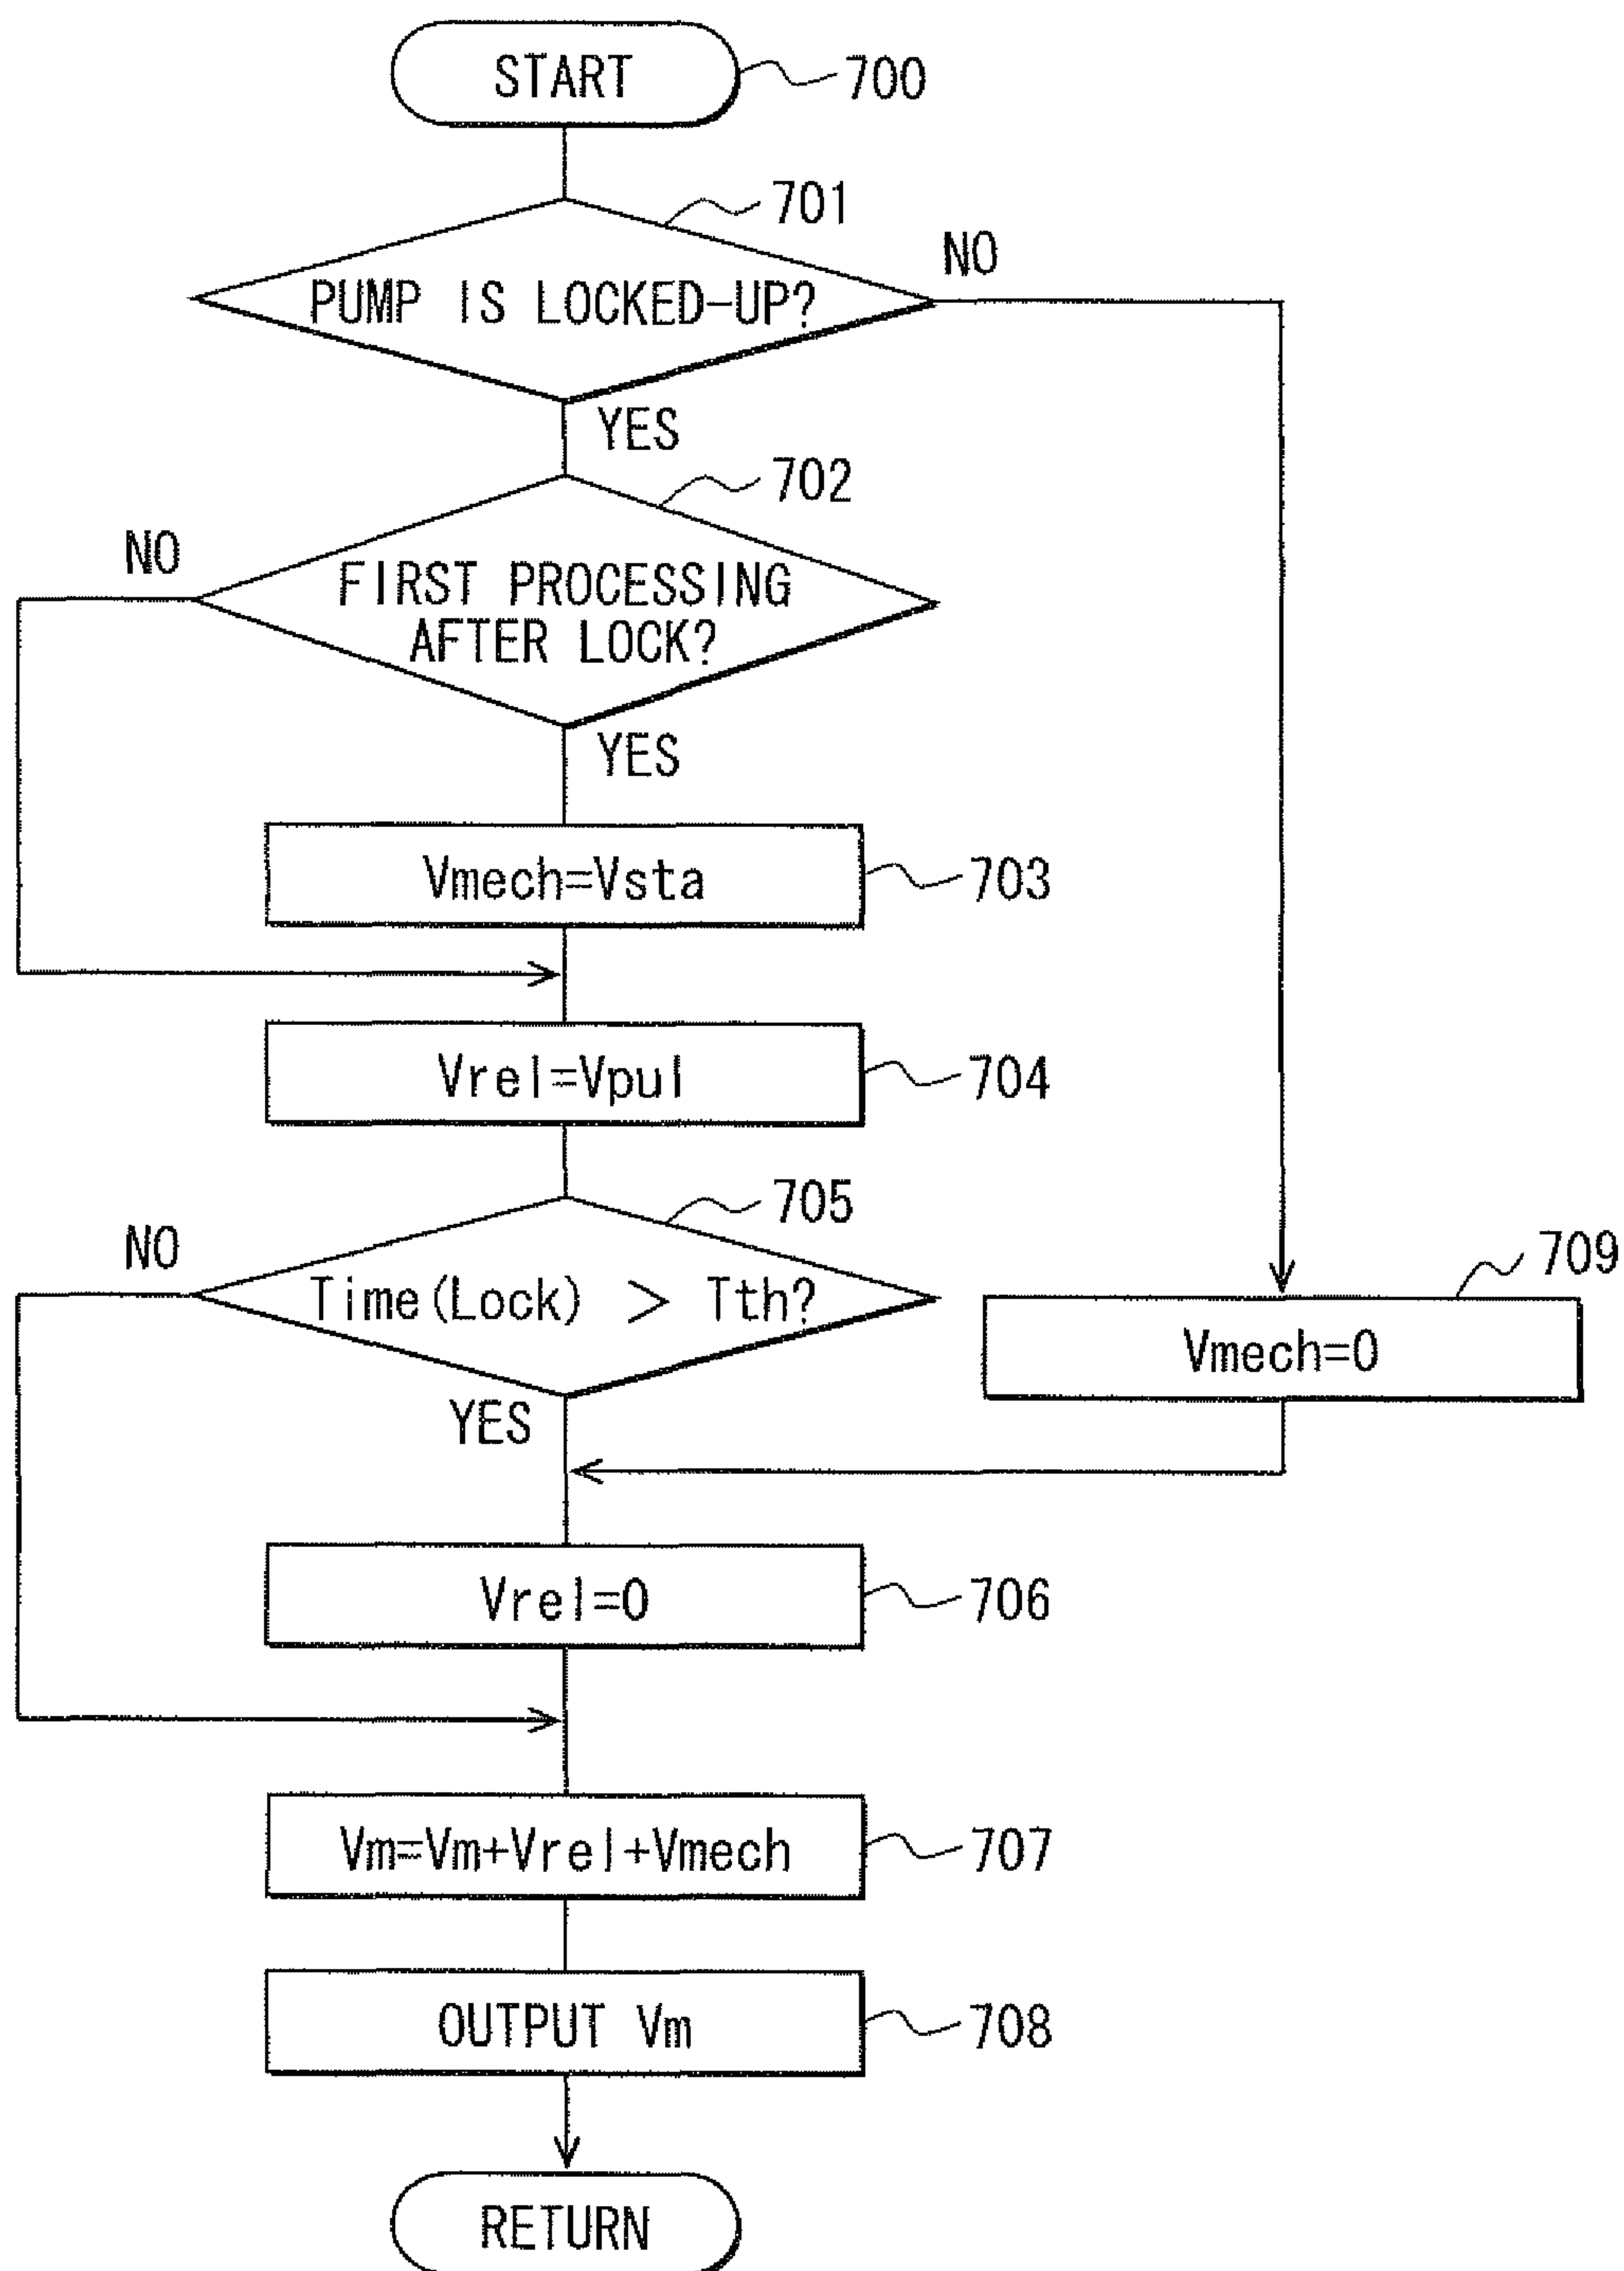 START
700
701
NO
PUMP IS LOCKED-UP?
YES
702
NO
FIRST PROCESSING
AFTER LOCK?
YES
Vmech=Vsta
703
Vrel=Vpul
704
705
NO
Time(Lock) > Tth?
709
Vmech=0
YES
Vrel=0
706
Vm=Vm+Vrel+Vmech
707
OUTPUT Vm
708
RETURN